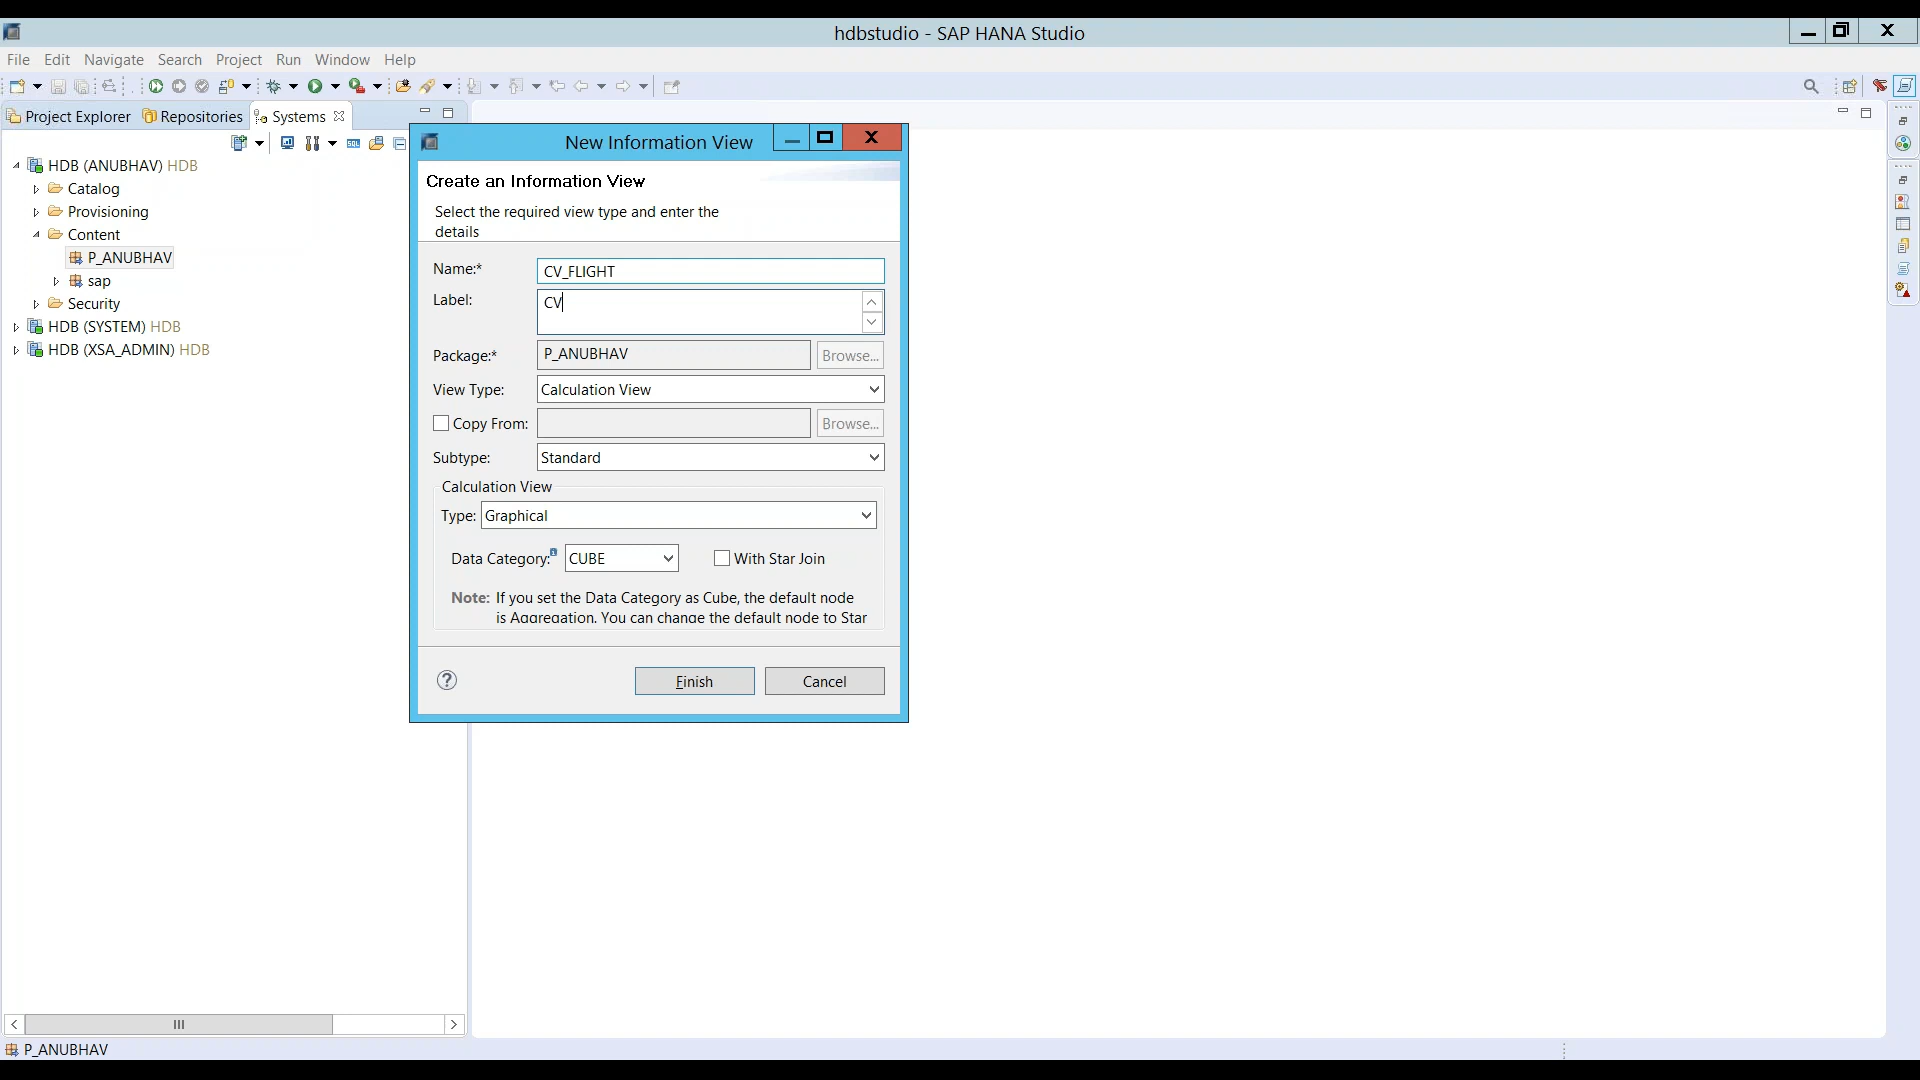 hdbstudio - SAP HANA Studio
File Edit Navigate Search Project Run Window Help
Project Explorer Repositories Systems
HDB (ANUBHAV) HDB
Catalog
Provisioning
Content
P_ANUBHAV
sap
Security
HDB (SYSTEM) HDB
HDB (XSA_ADMIN) HDB
New Information View
Create an Information View
Select the required view type and enter the
details
Name:* CV_FLIGHT
Label: CV
Package:* P_ANUBHAV Browse...
View Type: Calculation View
Copy From: Browse...
Subtype: Standard
Calculation View
Type: Graphical
Data Category: CUBE With Star Join
Note: If you set the Data Category as Cube, the default node
is Aggregation. You can change the default node to Star
Finish Cancel
P_ANUBHAV